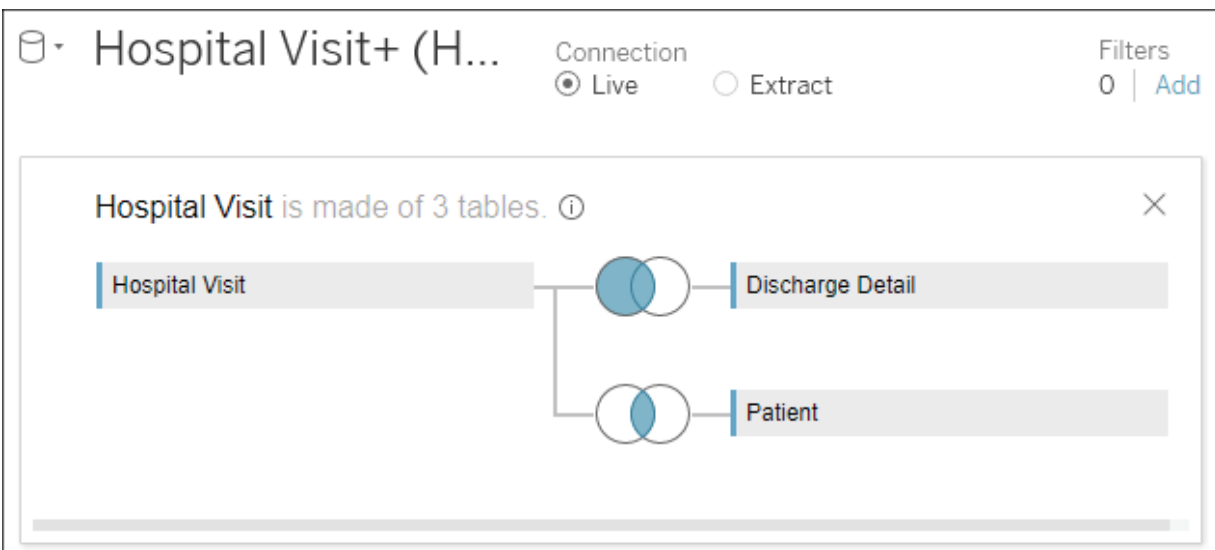 Hospital Visit+ (H...
Connection
Live Extract
Filters
0 Add
Hospital Visit is made of 3 tables.
Hospital Visit
Discharge Detail
Patient